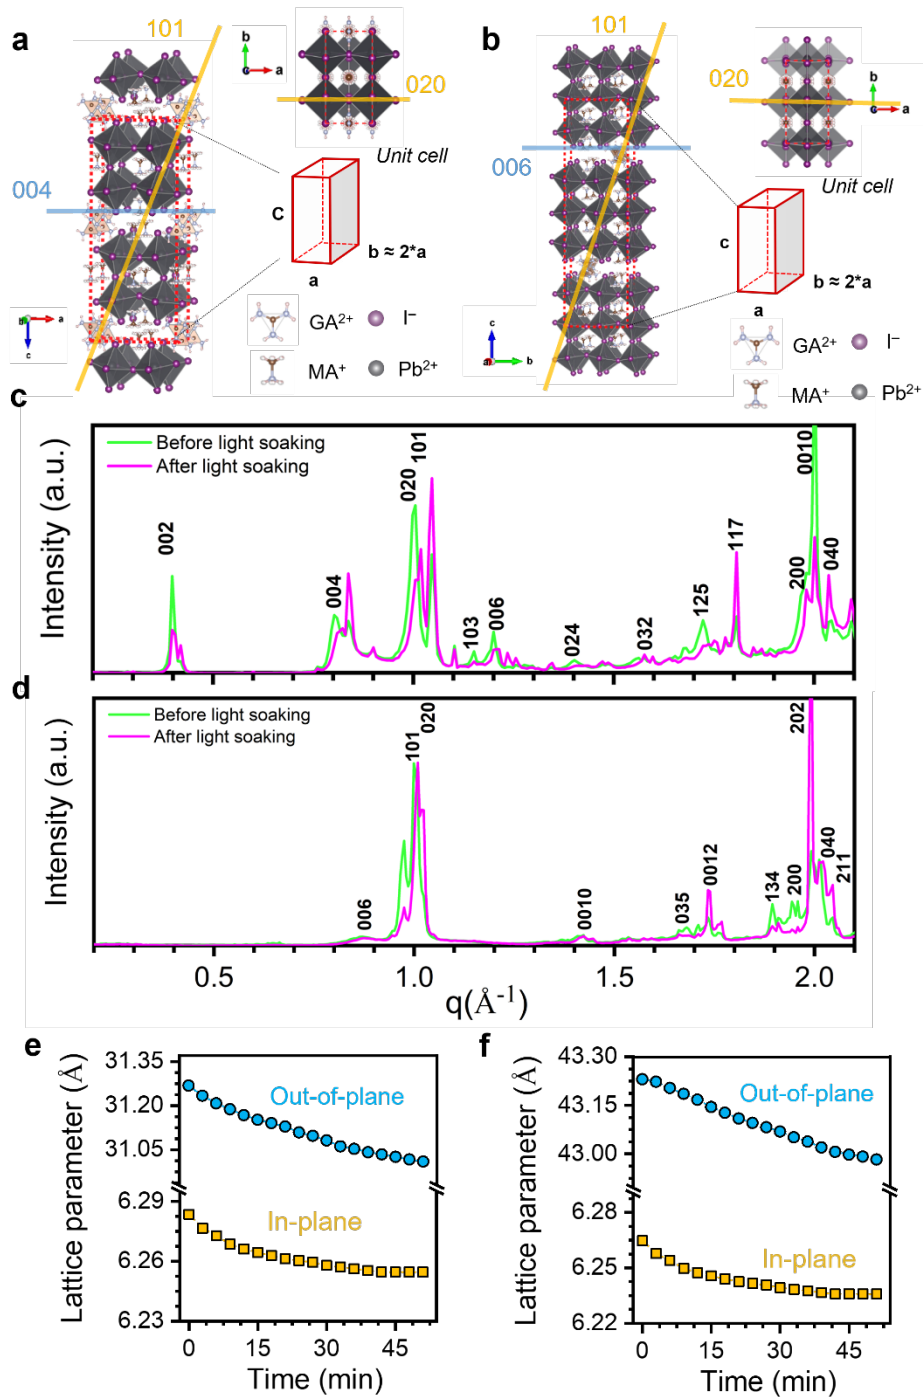 a
101
b
a
020
Unit cell
004
C
b ≈ 2*a
a
b
a
c
GA²⁺
I⁻
MA⁺
Pb²⁺
b
101
020
b
c
a
Unit cell
006
c
b ≈ 2*a
a
c
a
b
GA²⁺
I⁻
MA⁺
Pb²⁺
c
Intensity (a.u.)
Before light soaking
After light soaking
002
004
020
101
103
006
024
032
125
117
200
0010
040
d
Intensity (a.u.)
Before light soaking
After light soaking
006
101
020
0010
035
0012
134
200
202
040
211
0.5 1.0 1.5 2.0
q(Å⁻¹)
e
Lattice parameter (Å)
31.35
31.20
31.05
6.29
6.26
6.23
Out-of-plane
In-plane
0 15 30 45
Time (min)
f
Lattice parameter (Å)
43.30
43.15
43.00
6.28
6.25
6.22
Out-of-plane
In-plane
0 15 30 45
Time (min)